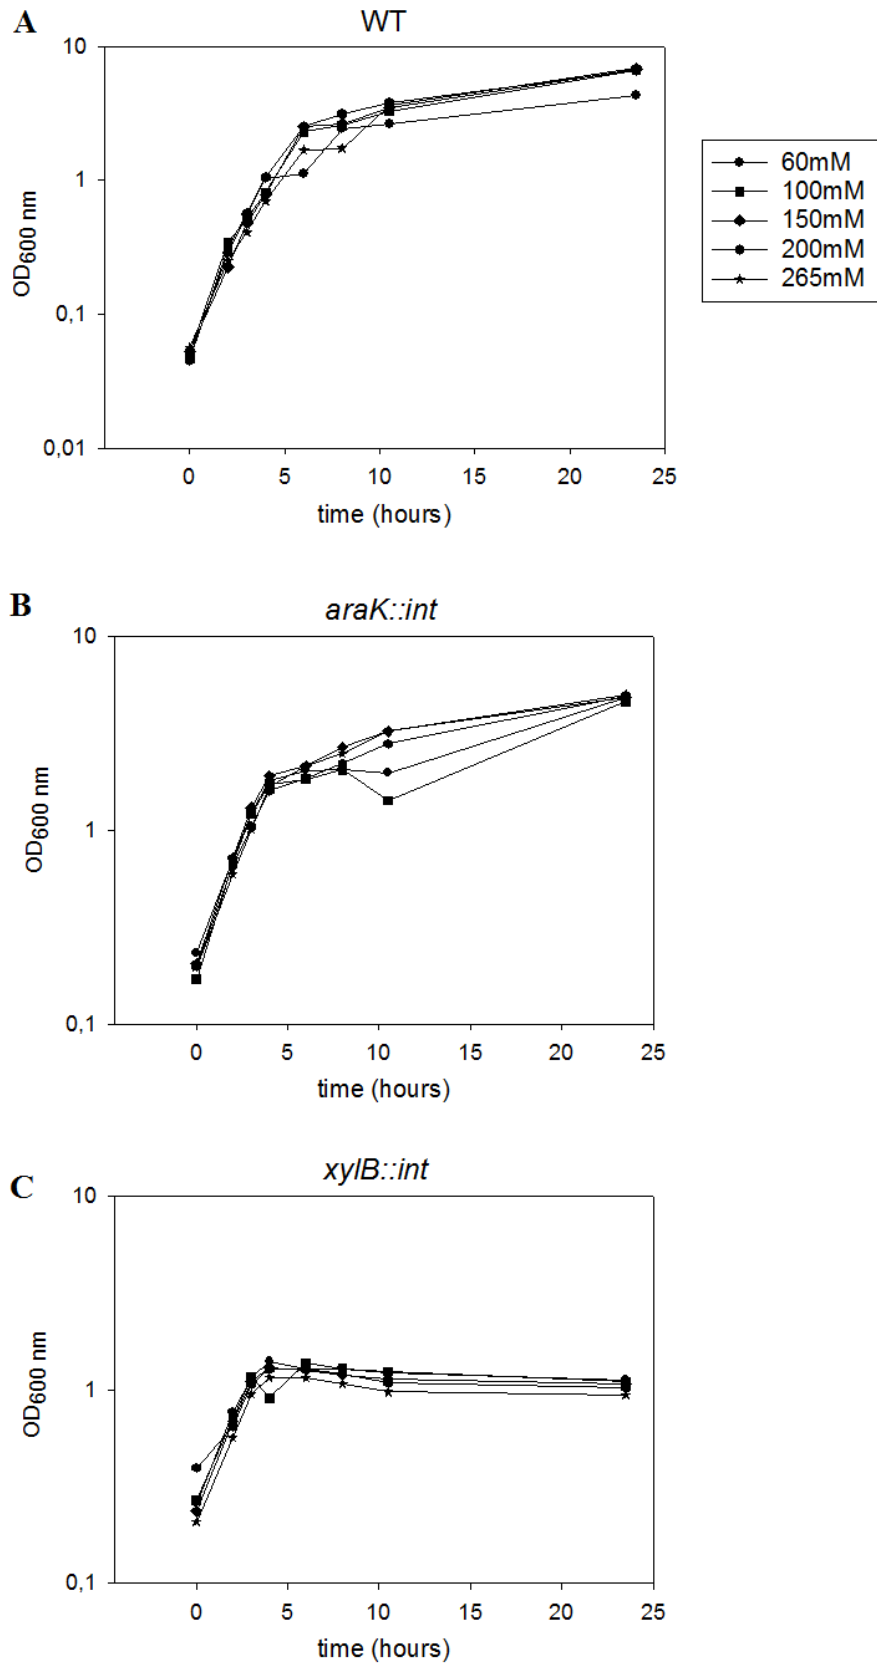 A
WT
10
1
0,1
0,01
OD600 nm
0 5 10 15 20 25
time (hours)
60mM
100mM
150mM
200mM
265mM
B
araK::int
10
1
0,1
OD600 nm
0 5 10 15 20 25
time (hours)
C
xylB::int
10
1
0,1
OD600 nm
0 5 10 15 20 25
time (hours)